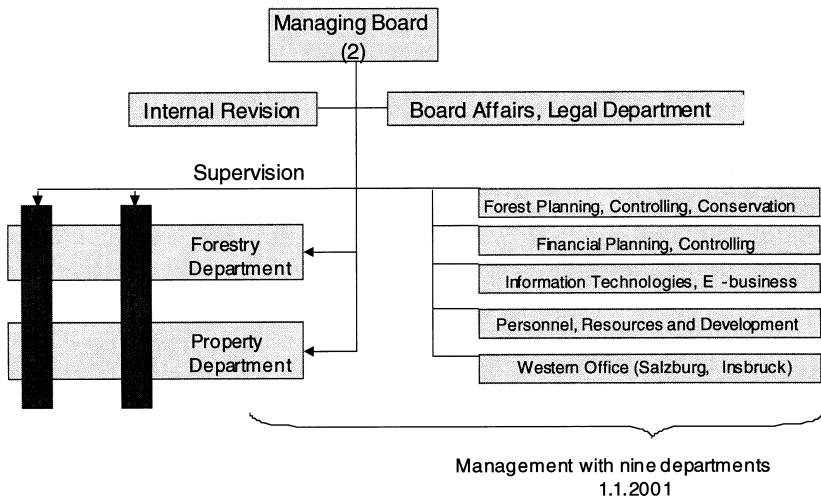 Managing Board
(2)
Internal Revision
Board Affairs, Legal Department
Supervision
Forestry
Department
Property
Department
Forest Planning, Controlling, Conservation
Financial Planning, Controlling
Information Technologies, E -business
Personnel, Resources and Development
Western Office (Salzburg, Insbruck)
Management with nine departments
1.1.2001